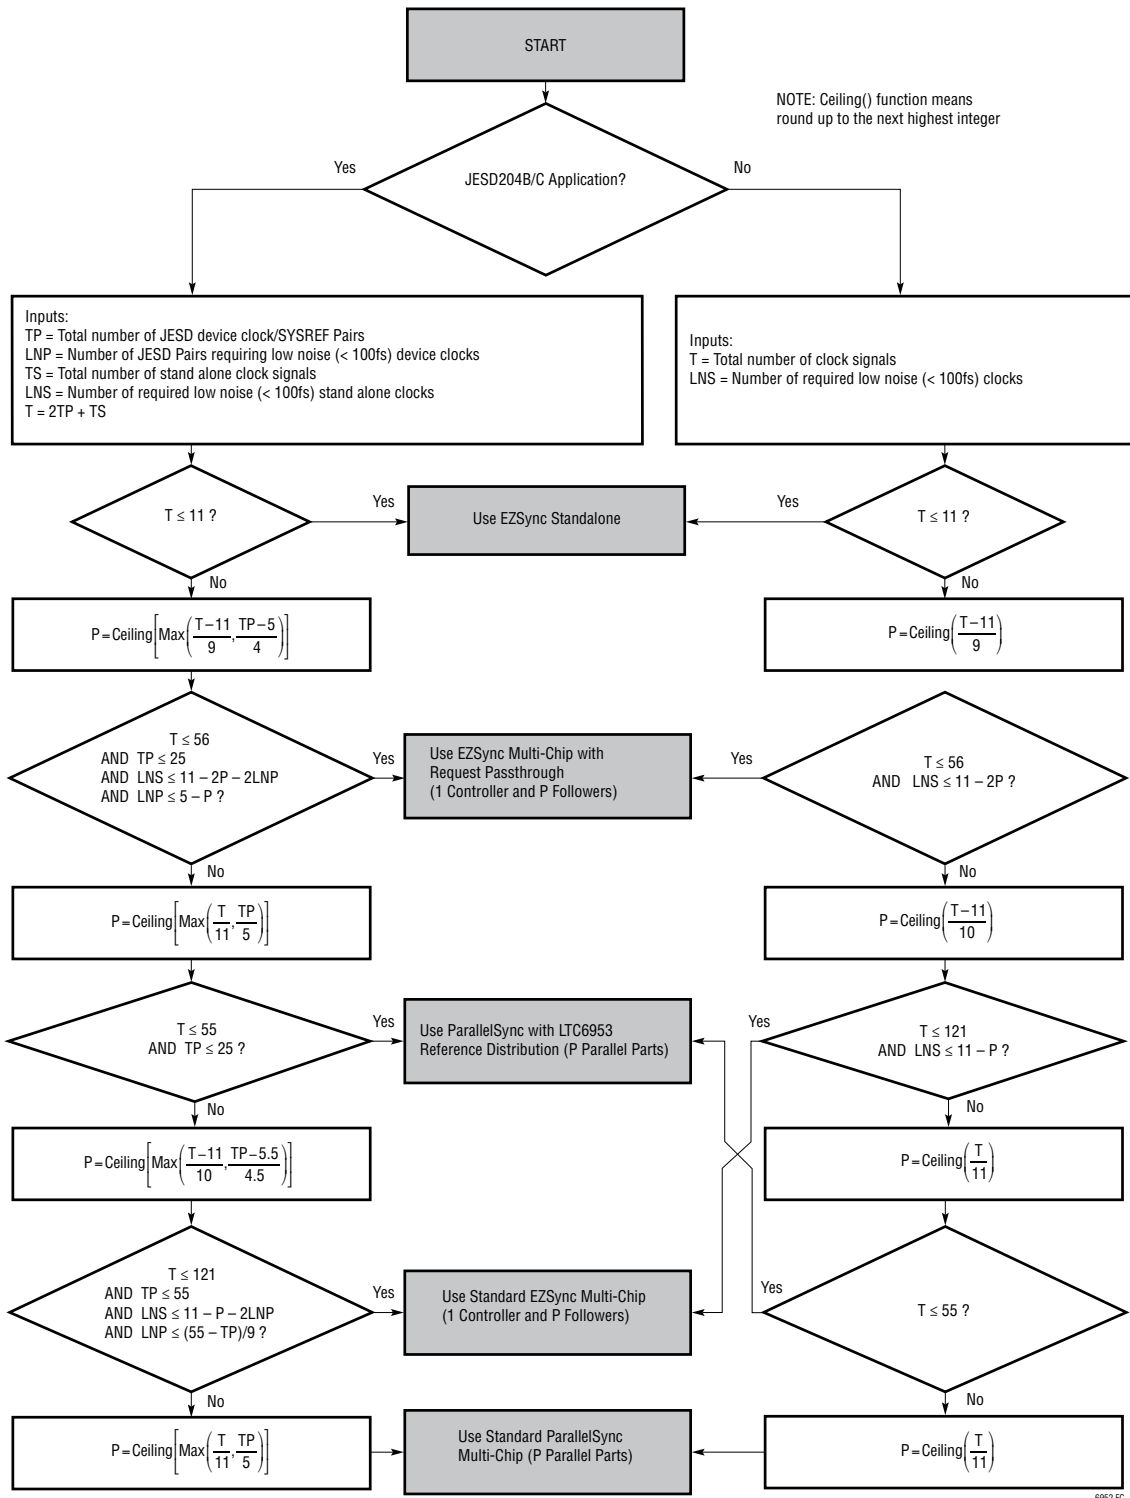 START
NOTE: Ceiling() function means
round up to the next highest integer
JESD204B/C Application?
Yes
No
Inputs:
TP = Total number of JESD device clock/SYSREF Pairs
LNP = Number of JESD Pairs requiring low noise (< 100fs) device clocks
TS = Total number of stand alone clock signals
LNS = Number of required low noise (< 100fs) stand alone clocks
T = 2TP + TS
Inputs:
T = Total number of clock signals
LNS = Number of required low noise (< 100fs) clocks
T ≤ 11 ?
Yes
Use EZSync Standalone
Yes
T ≤ 11 ?
No
No
P=Ceiling[Max(T–11/9, TP–5/4)]
P=Ceiling(T–11/9)
T ≤ 56
AND TP ≤ 25
AND LNS ≤ 11 – 2P – 2LNP
AND LNP ≤ 5 – P ?
Yes
Use EZSync Multi-Chip with
Request Passthrough
(1 Controller and P Followers)
Yes
T ≤ 56
AND LNS ≤ 11 – 2P ?
No
No
P=Ceiling[Max(T/11, TP/5)]
P=Ceiling(T–11/10)
T ≤ 55
AND TP ≤ 25 ?
Yes
Use ParallelSync with LTC6953
Reference Distribution (P Parallel Parts)
Yes
T ≤ 121
AND LNS ≤ 11 – P ?
No
No
P=Ceiling[Max(T–11/10, TP–5.5/4.5)]
P=Ceiling(T/11)
T ≤ 121
AND TP ≤ 55
AND LNS ≤ 11 – P – 2LNP
AND LNP ≤ (55 – TP)/9 ?
Yes
Use Standard EZSync Multi-Chip
(1 Controller and P Followers)
Yes
T ≤ 55 ?
No
No
P=Ceiling[Max(T/11, TP/5)]
Use Standard ParallelSync
Multi-Chip (P Parallel Parts)
P=Ceiling(T/11)